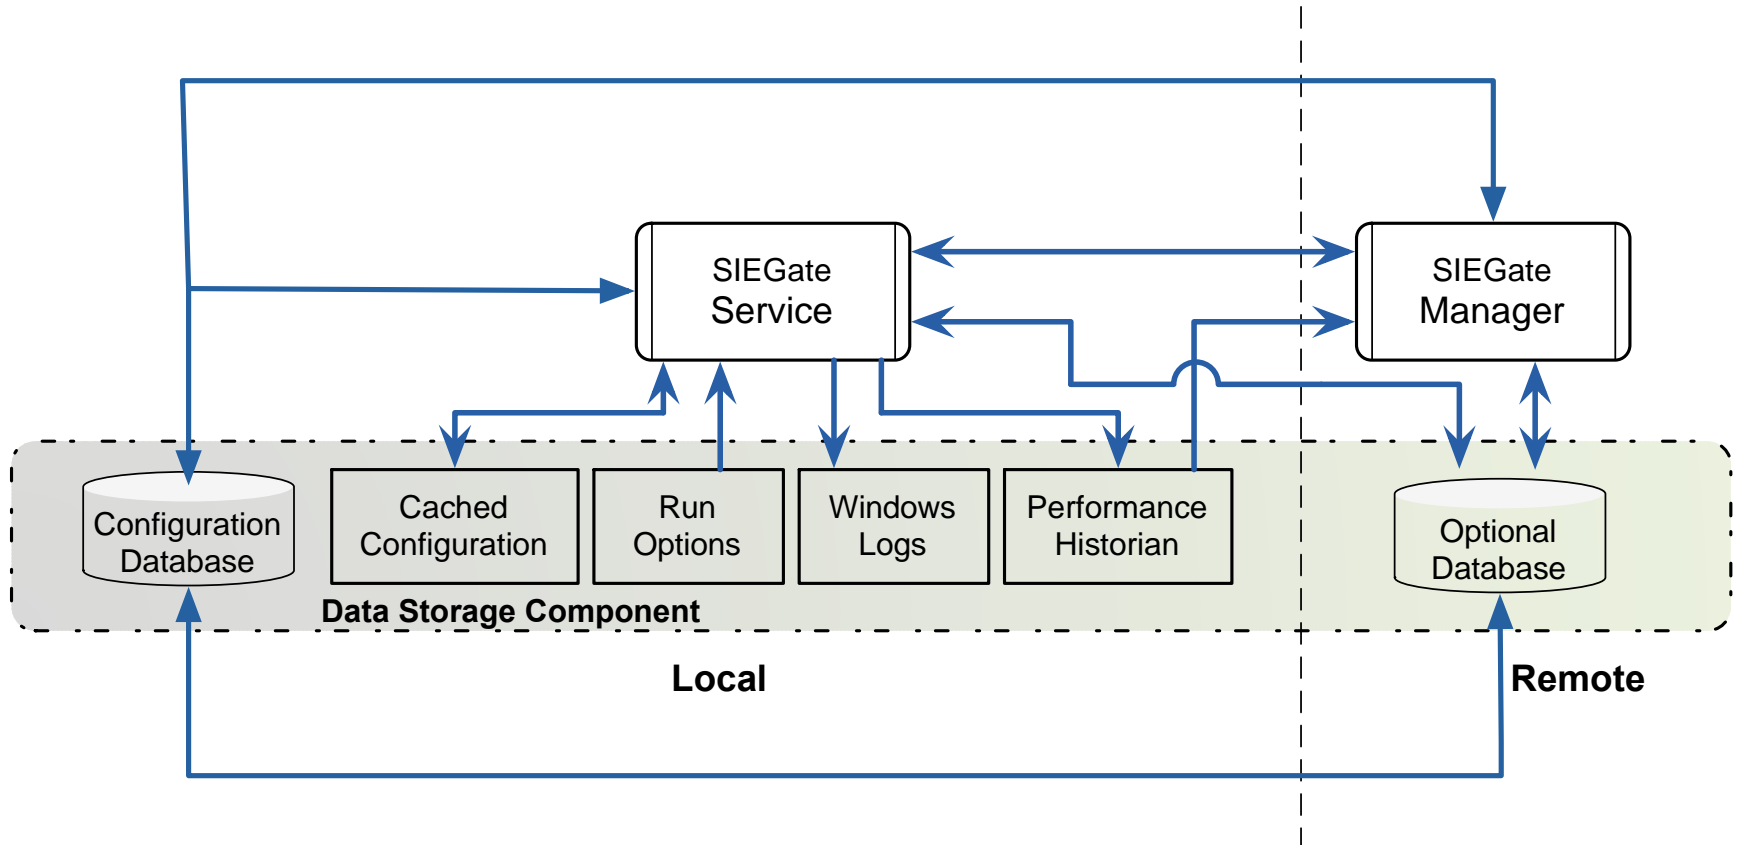 SIEGate
Service
SIEGate
Manager
Configuration
Database
Cached
Configuration
Run
Options
Windows
Logs
Performance
Historian
Optional
Database
Data Storage Component
Local
Remote